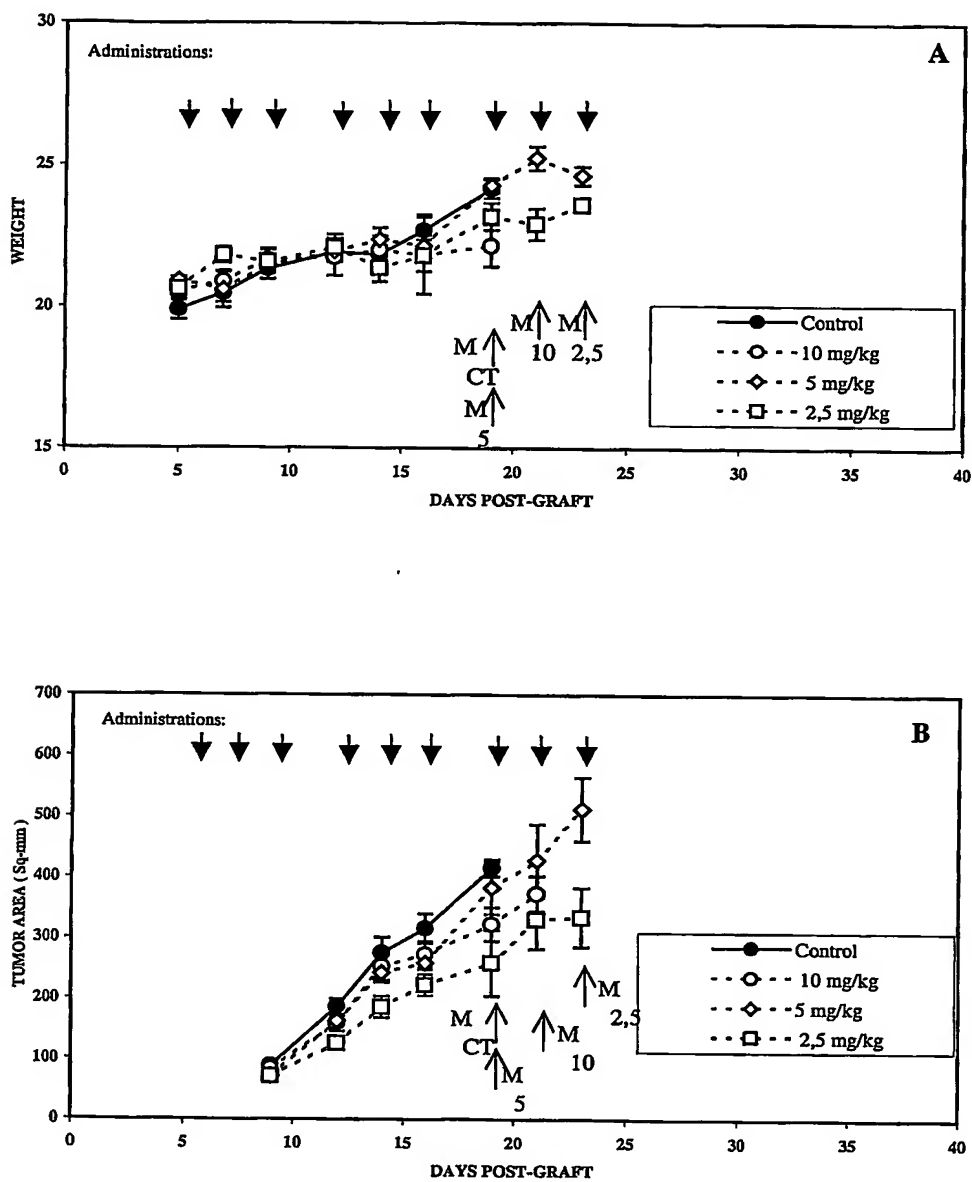 30
Administrations:
A
25
WEIGHT
20
M
M
10
M
2,5
M
CT
M
5
Control
10 mg/kg
5 mg/kg
2,5 mg/kg
15
0 5 10 15 20 25 30 35 40
DAYS POST-GRAFT
700
Administrations:
B
600
500
400
TUMOR AREA ( Sq-mm)
300
200
100
0
M
2,5
M
CT
M
10
M
5
Control
10 mg/kg
5 mg/kg
2,5 mg/kg
0 5 10 15 20 25 30 35 40
DAYS POST-GRAFT